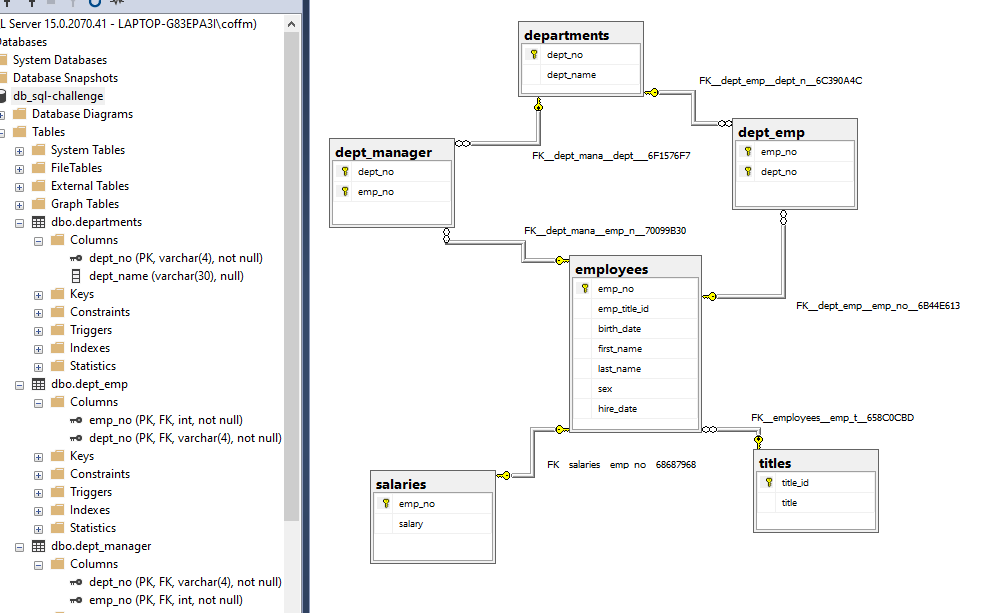 L Server 15.0.2070.41 - LAPTOP-G83EPA3I\coffm)
Databases
System Databases
Database Snapshots
db_sql-challenge
Database Diagrams
Tables
System Tables
FileTables
External Tables
Graph Tables
dbo.departments
Columns
dept_no (PK, varchar(4), not null)
dept_name (varchar(30), null)
Keys
Constraints
Triggers
Indexes
Statistics
dbo.dept_emp
Columns
emp_no (PK, FK, int, not null)
dept_no (PK, FK, varchar(4), not null)
Keys
Constraints
Triggers
Indexes
Statistics
dbo.dept_manager
Columns
dept_no (PK, FK, varchar(4), not null)
emp_no (PK, FK, int, not null)
departments
dept_no
dept_name
FK__dept_emp__dept_n__6C390A4C
dept_emp
emp_no
dept_no
dept_manager
dept_no
emp_no
FK__dept_mana__dept___6F1576F7
FK__dept_mana__emp_n__70099B30
employees
emp_no
emp_title_id
birth_date
first_name
last_name
sex
hire_date
FK__dept_emp__emp_no__6B44E613
FK__employees__emp_t__658C0CBD
FK salaries emp no 68687968
salaries
emp_no
salary
titles
title_id
title